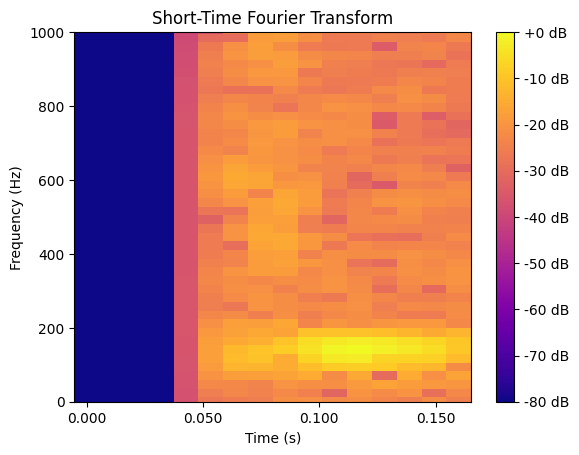 Short-Time Fourier Transform
1000
800
600
400
200
0
Frequency (Hz)
0.000
0.050
0.100
0.150
Time (s)
+0 dB
-10 dB
-20 dB
-30 dB
-40 dB
-50 dB
-60 dB
-70 dB
-80 dB